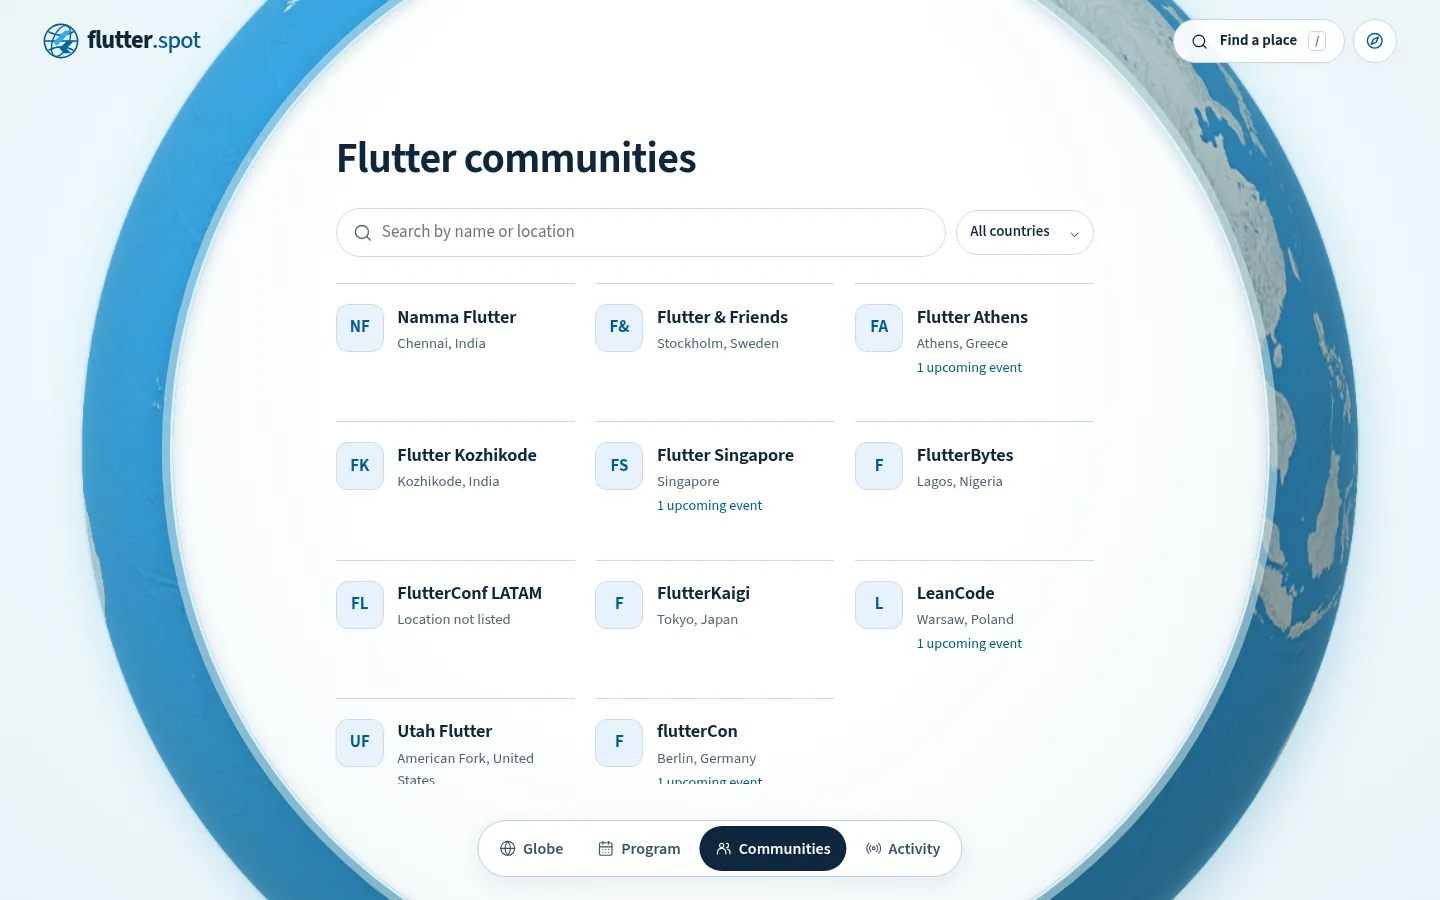 flutter.spot
Find a place /
Flutter communities
Search by name or location
All countries
NF
Namma Flutter
Chennai, India
F&
Flutter & Friends
Stockholm, Sweden
FA
Flutter Athens
Athens, Greece
1 upcoming event
FK
Flutter Kozhikode
Kozhikode, India
FS
Flutter Singapore
Singapore
1 upcoming event
F
FlutterBytes
Lagos, Nigeria
FL
FlutterConf LATAM
Location not listed
F
FlutterKaigi
Tokyo, Japan
L
LeanCode
Warsaw, Poland
1 upcoming event
UF
Utah Flutter
American Fork, United
States
F
flutterCon
Berlin, Germany
1 upcoming event
Globe
Program
Communities
Activity